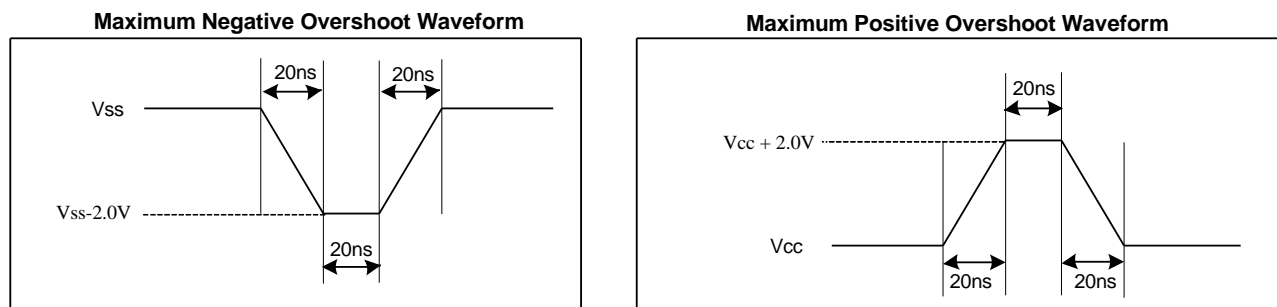 Maximum Negative Overshoot Waveform
20ns
20ns
Vss
Vss-2.0V
20ns
Maximum Positive Overshoot Waveform
20ns
Vcc + 2.0V
Vcc
20ns
20ns